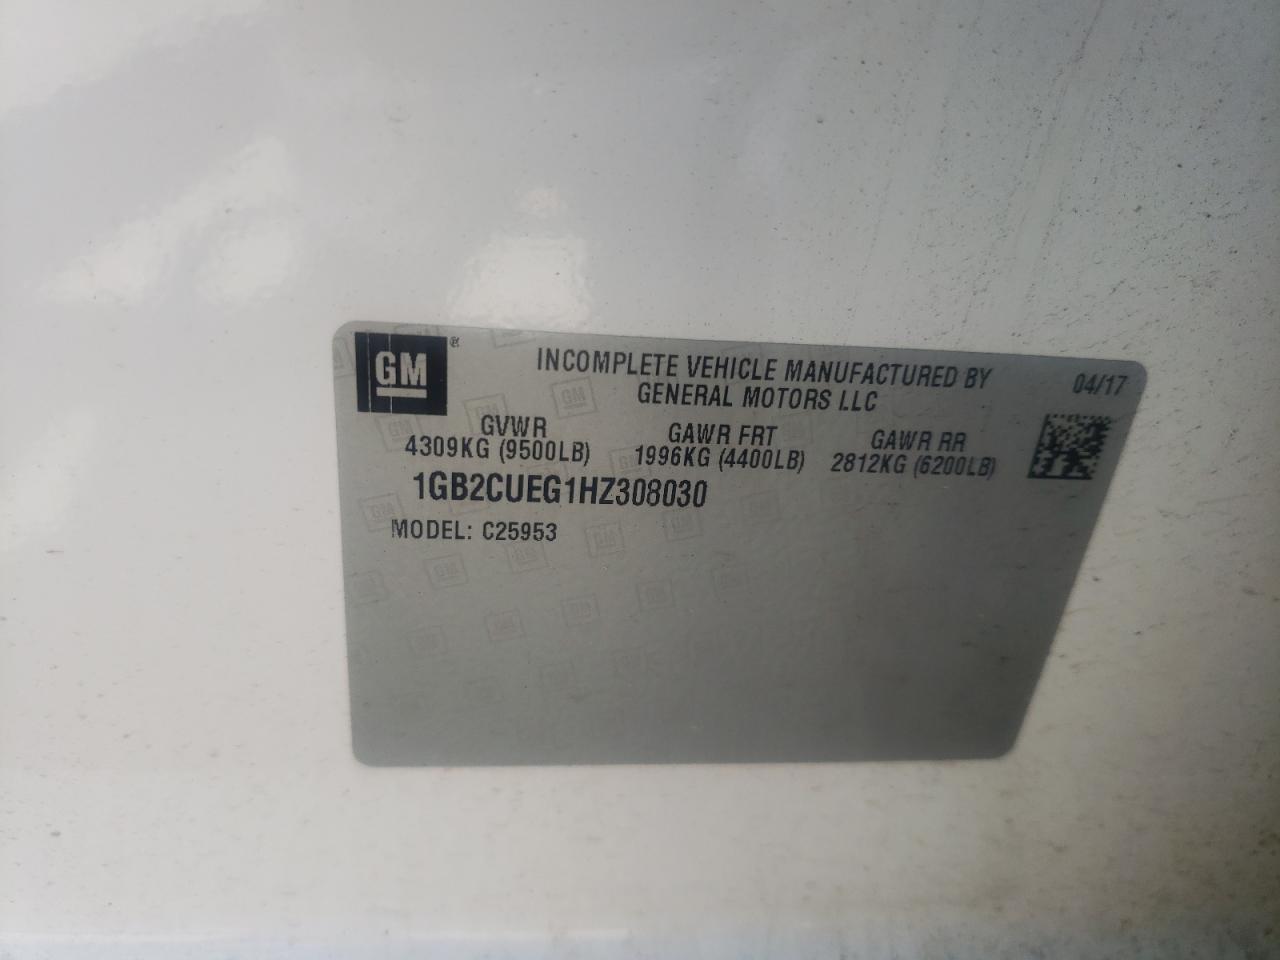 GM®
INCOMPLETE VEHICLE MANUFACTURED BY
GENERAL MOTORS LLC
04/17
GVWR
4309KG (9500LB)
GAWR FRT
1996KG (4400LB)
GAWR RR
2812KG (6200LB)
1GB2CUEG1HZ308030
MODEL: C25953